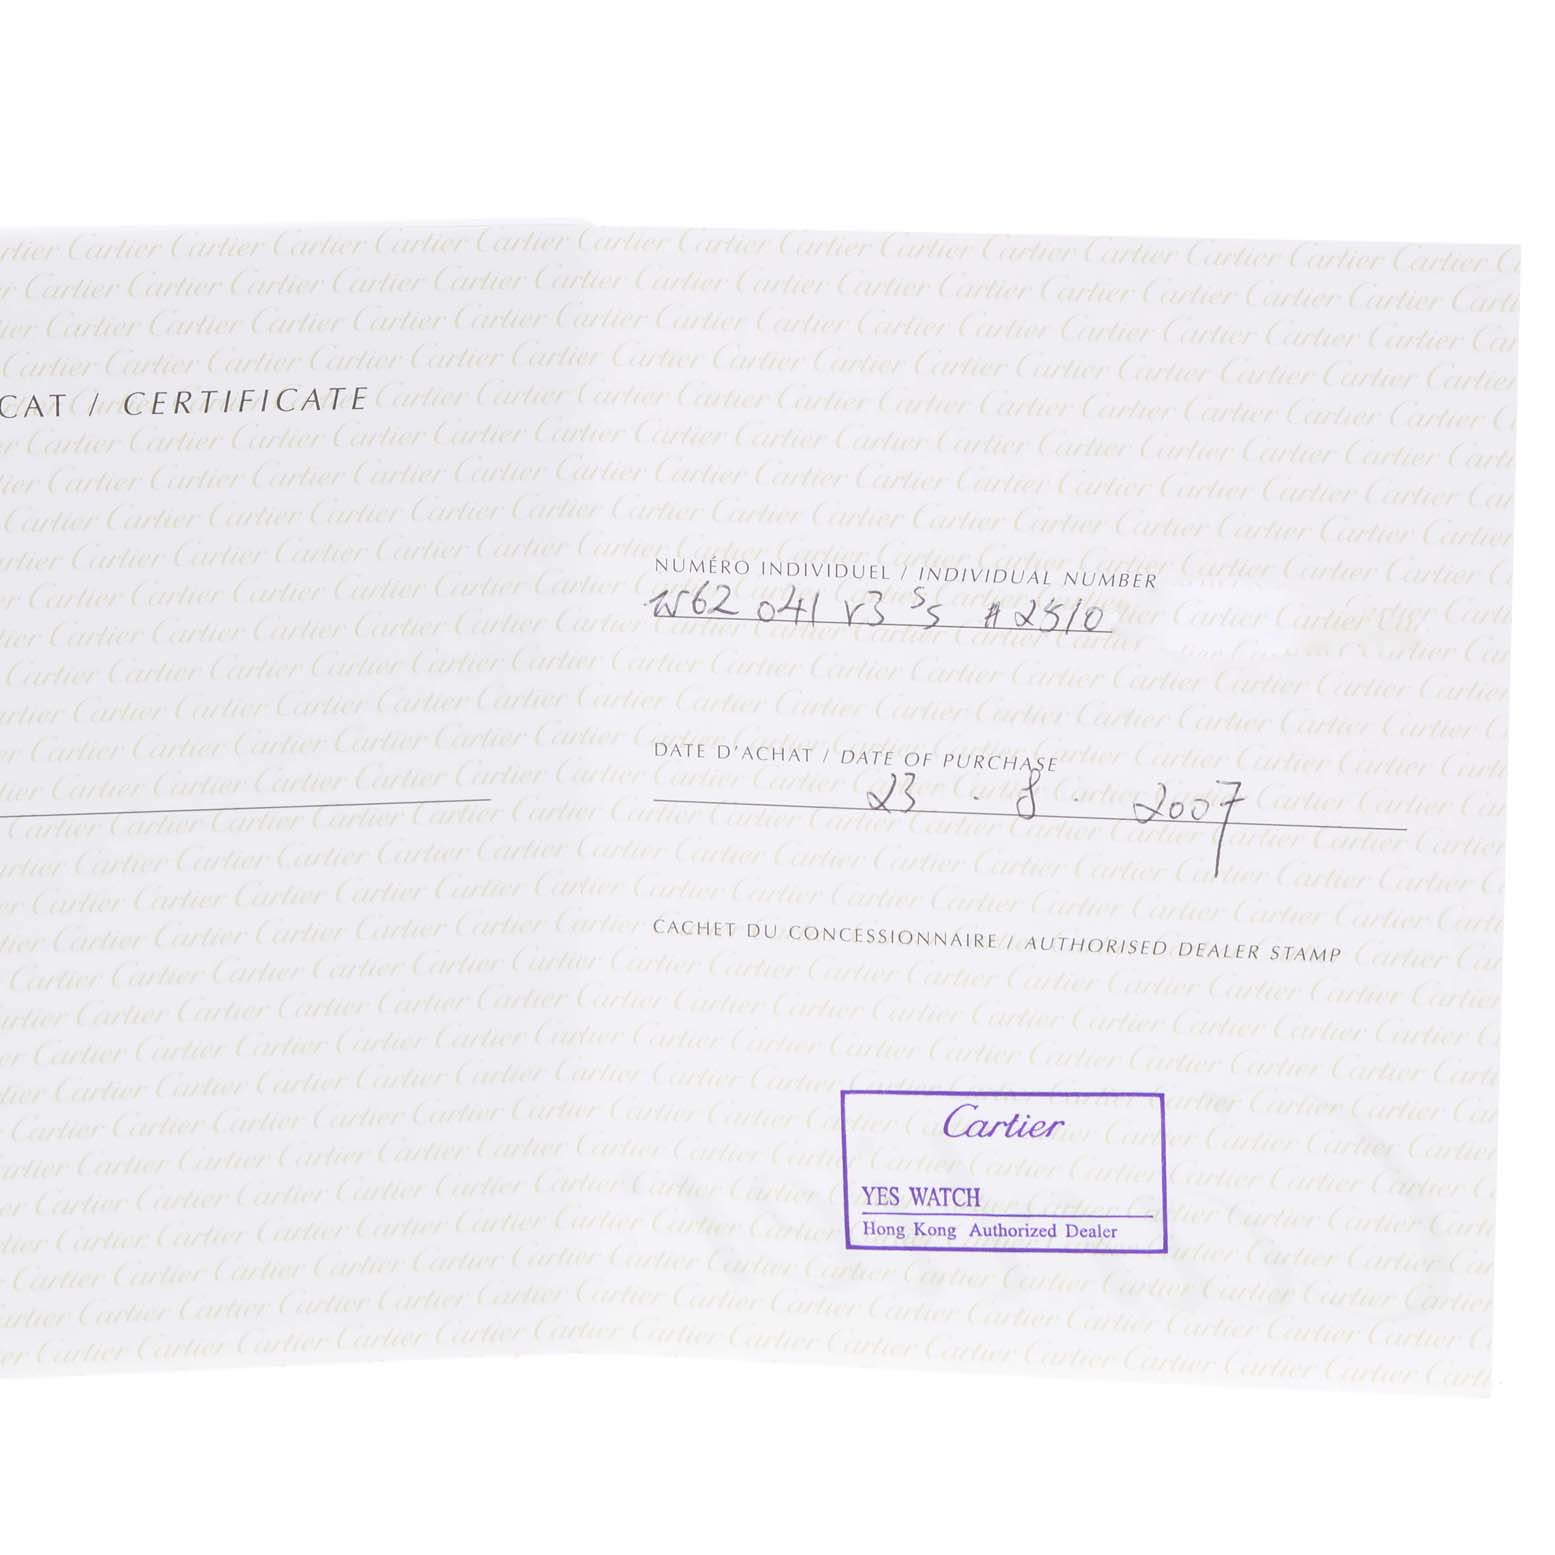 CAT / CERTIFICATE
NUMÉRO INDIVIDUEL / INDIVIDUAL NUMBER
W62 041 V3 SS # 2510
DATE D'ACHAT / DATE OF PURCHASE
23 . 8 . 2007
CACHET DU CONCESSIONNAIRE / AUTHORISED DEALER STAMP
Cartier
YES WATCH
Hong Kong Authorized Dealer